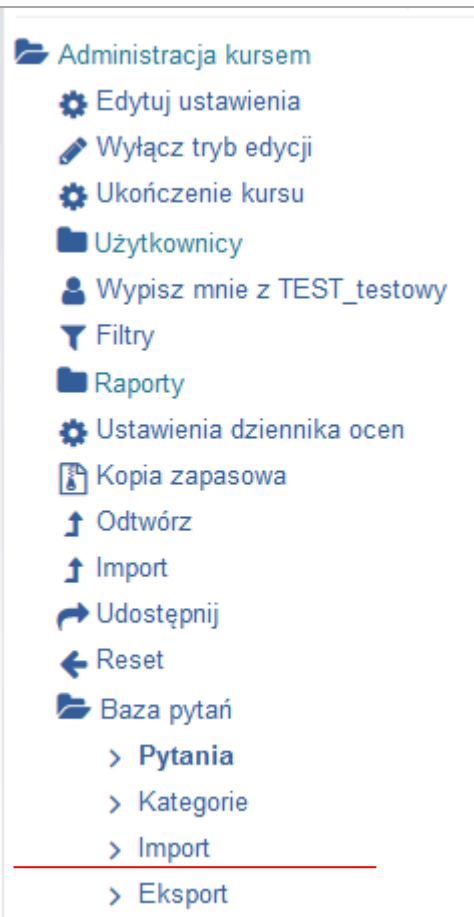 Administracja kursem
Edytuj ustawienia
Wyłącz tryb edycji
Ukończenie kursu
Użytkownicy
Wypisz mnie z TEST_testowy
Filtry
Raporty
Ustawienia dziennika ocen
Kopia zapasowa
Odtwórz
Import
Udostępnij
Reset
Baza pytań
Pytania
Kategorie
Import
Eksport